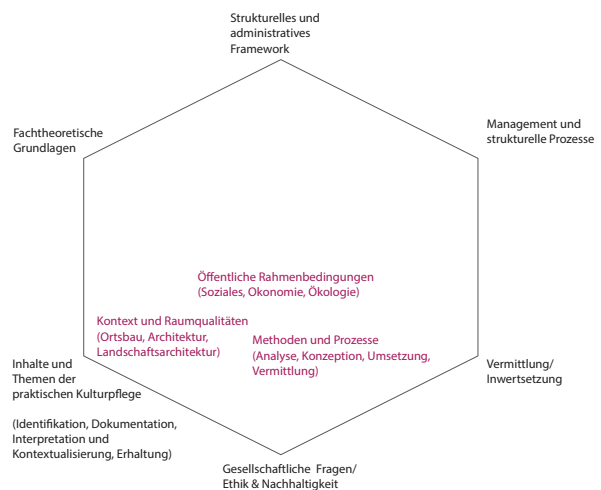 Strukturelles und
administratives
Framework
Fachtheoretische
Grundlagen
Management und
strukturelle Prozesse
Öffentliche Rahmenbedingungen
(Soziales, Okonomie, Ökologie)
Kontext und Raumqualitäten
(Ortsbau, Architektur,
Landschaftsarchitektur)
Methoden und Prozesse
(Analyse, Konzeption, Umsetzung,
Vermittlung)
Inhalte und
Themen der
praktischen Kulturpflege
(Identifikation, Dokumentation,
Interpretation und
Kontextualisierung, Erhaltung)
Vermittlung/
Inwertsetzung
Gesellschaftliche Fragen/
Ethik & Nachhaltigkeit